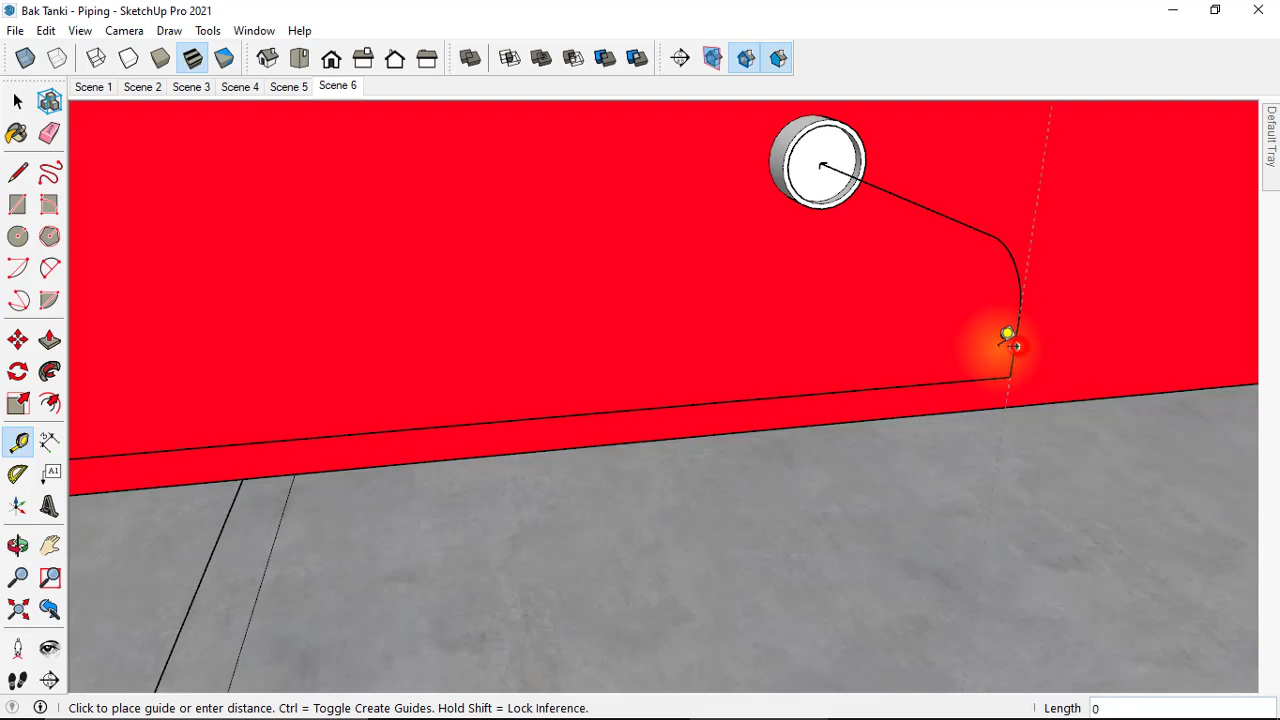 Bak Tanki - Piping - SketchUp Pro 2021
File Edit View Camera Draw Tools Window Help
Scene 1 Scene 2 Scene 3 Scene 4 Scene 5 Scene 6
Default Tray
A1
Click to place guide or enter distance. Ctrl = Toggle Create Guides. Hold Shift = Lock Inference.
Length 0